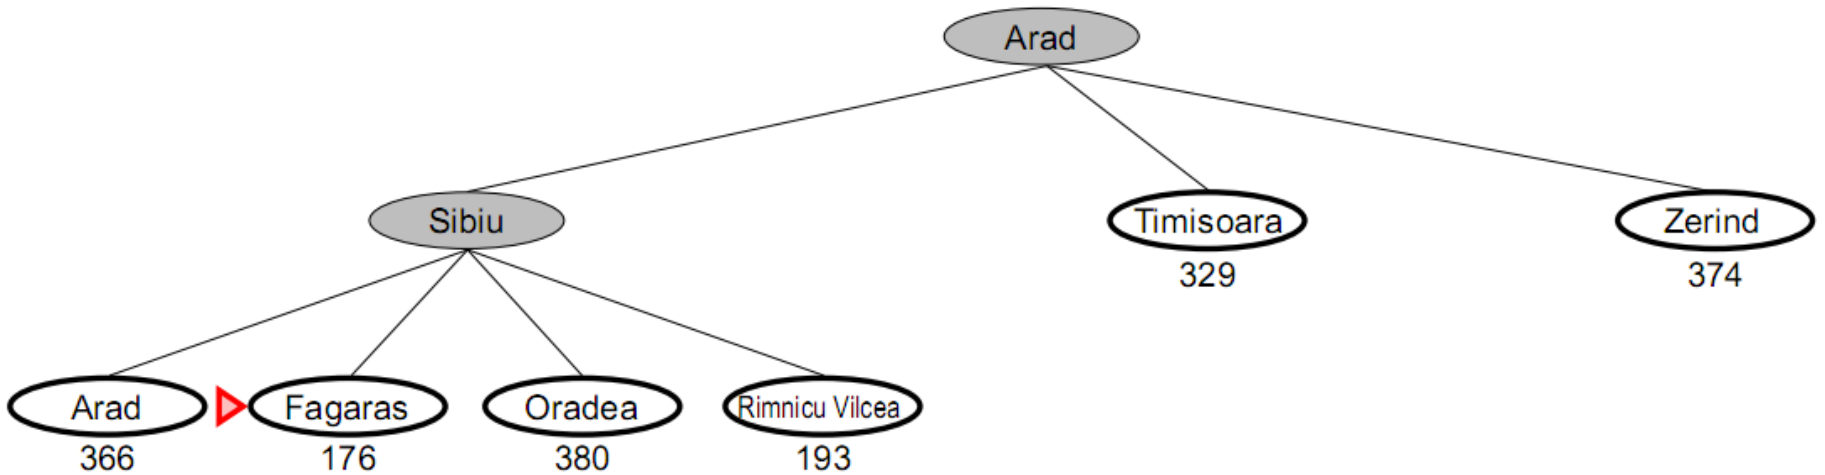 Arad
Sibiu
Timisoara
Zerind
329
374
Arad
Fagaras
Oradea
Rimnicu Vilcea
366
176
380
193